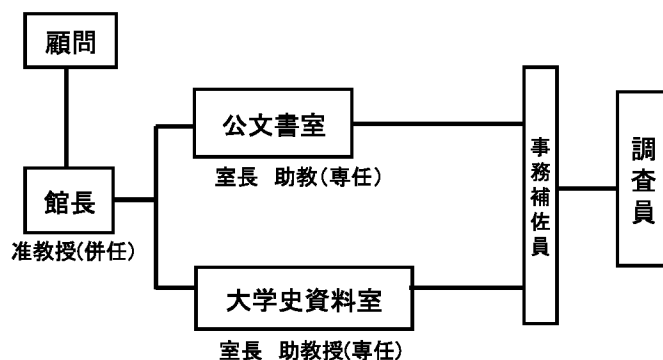 顧問
館長
准教授(併任)
公文書室
室長 助教(専任)
大学史資料室
室長 助教授(専任)
事務補佐員
調査員